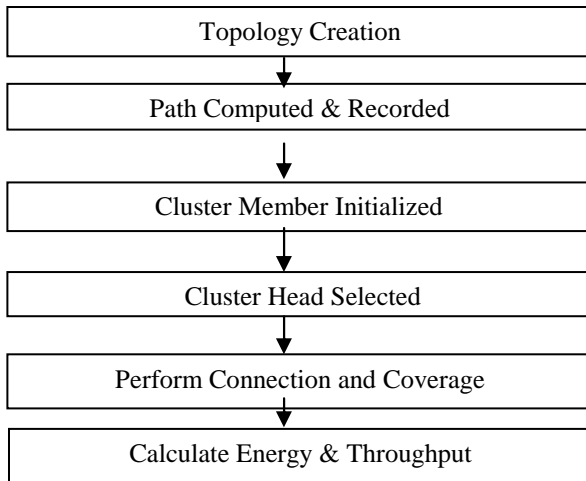 Topology Creation
Path Computed & Recorded
Cluster Member Initialized
Cluster Head Selected
Perform Connection and Coverage
Calculate Energy & Throughput